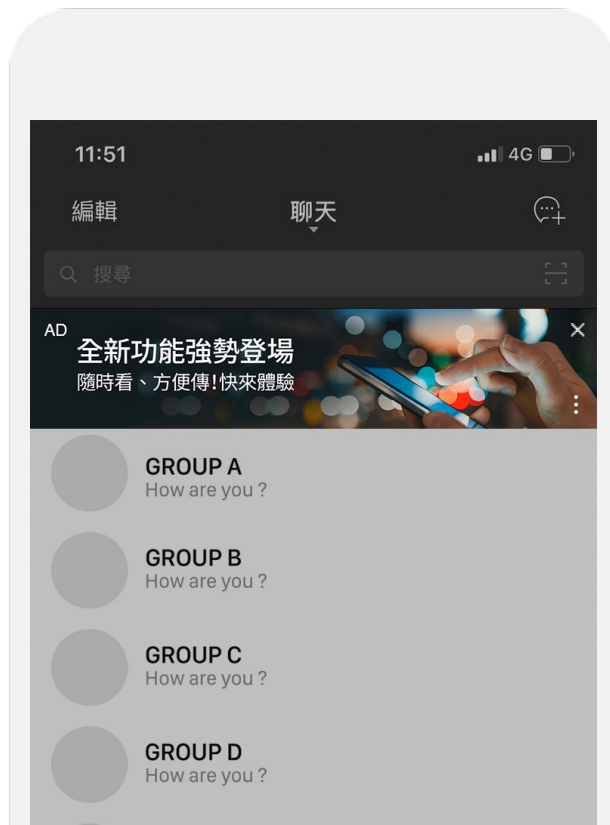 11:51
4G
編輯
聊天
搜尋
AD
全新功能強勢登場
隨時看、方便傳!快來體驗
GROUP A
How are you ?
GROUP B
How are you ?
GROUP C
How are you ?
GROUP D
How are you ?